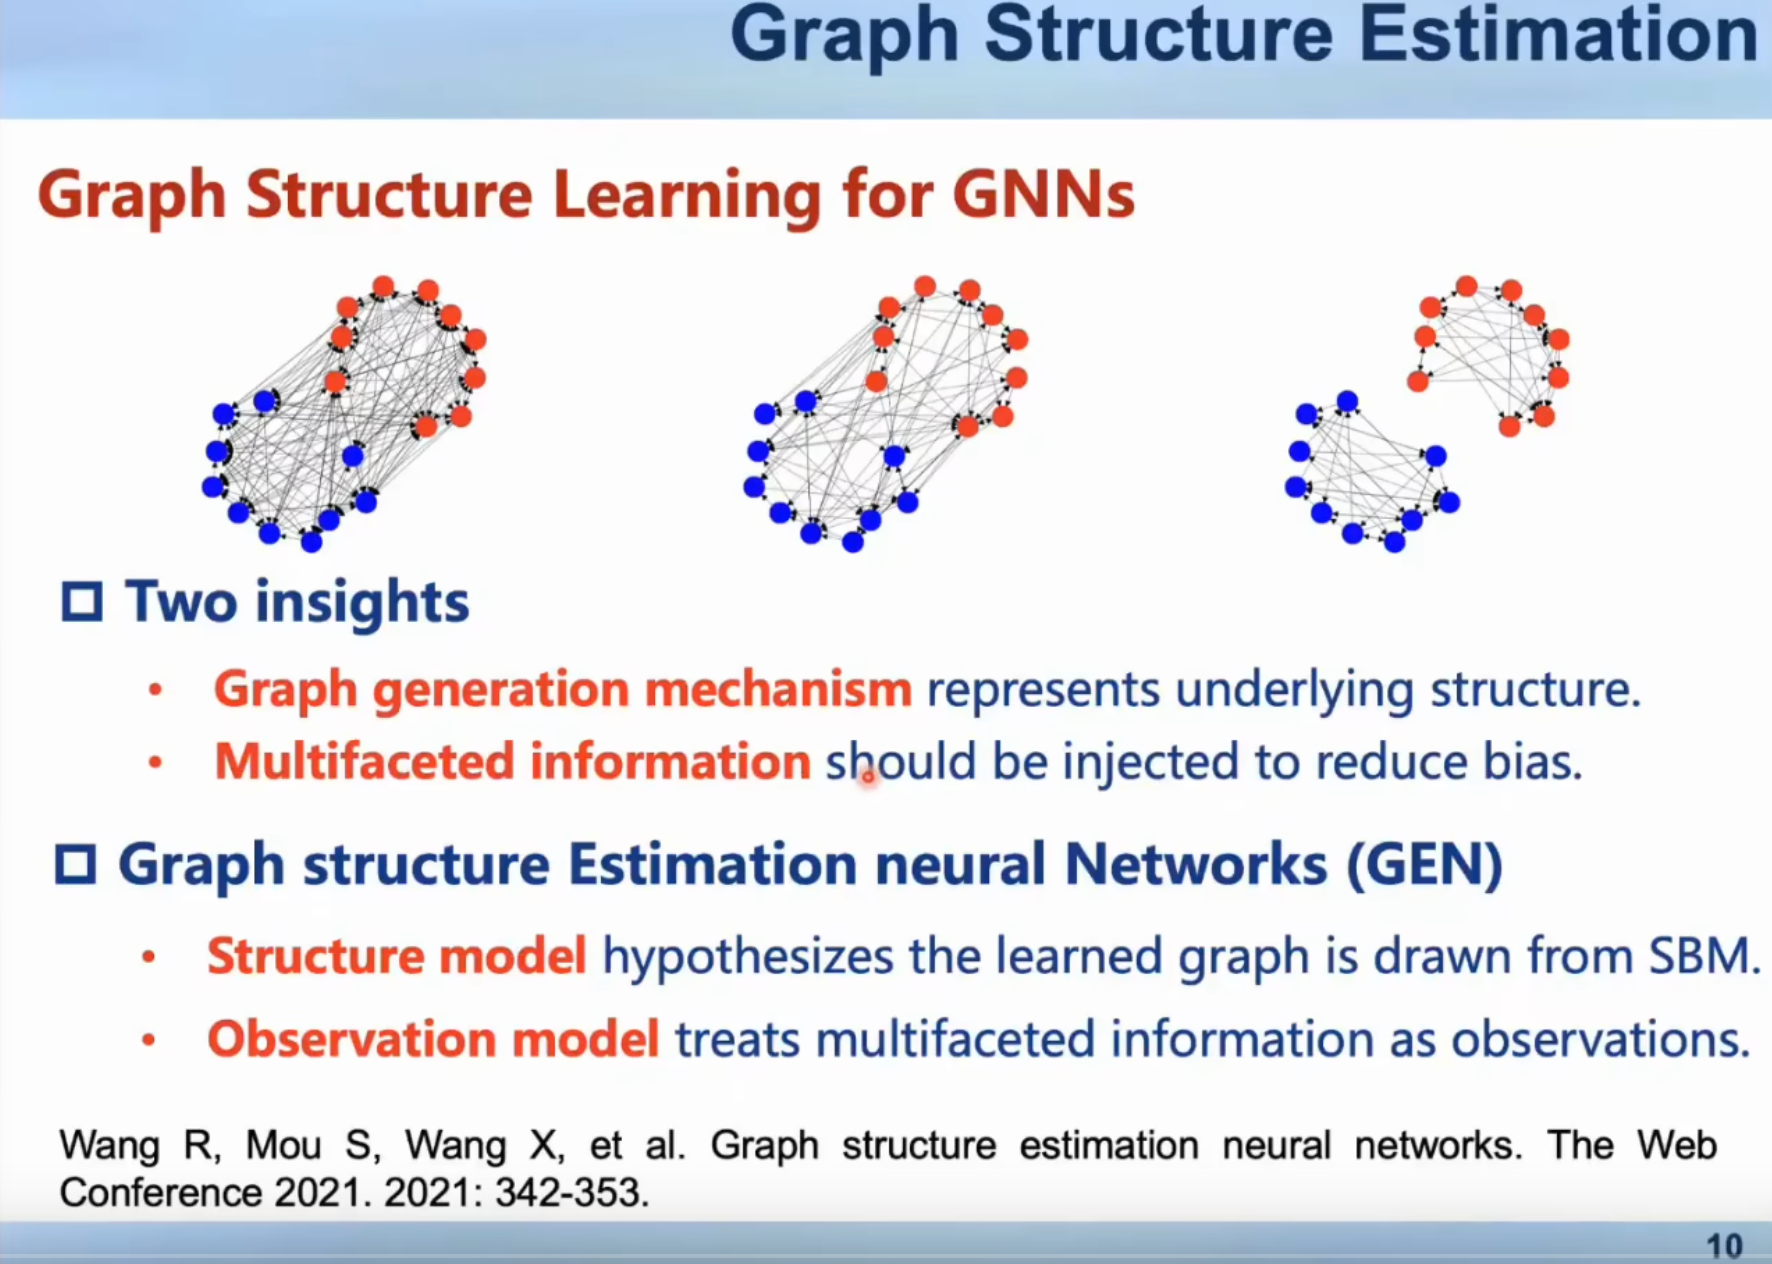 Graph Structure Estimation
Graph Structure Learning for GNNs
Two insights
• Graph generation mechanism represents underlying structure.
• Multifaceted information should be injected to reduce bias.
Graph structure Estimation neural Networks (GEN)
• Structure model hypothesizes the learned graph is drawn from SBM.
• Observation model treats multifaceted information as observations.
Wang R, Mou S, Wang X, et al. Graph structure estimation neural networks. The Web
Conference 2021. 2021: 342-353.
10